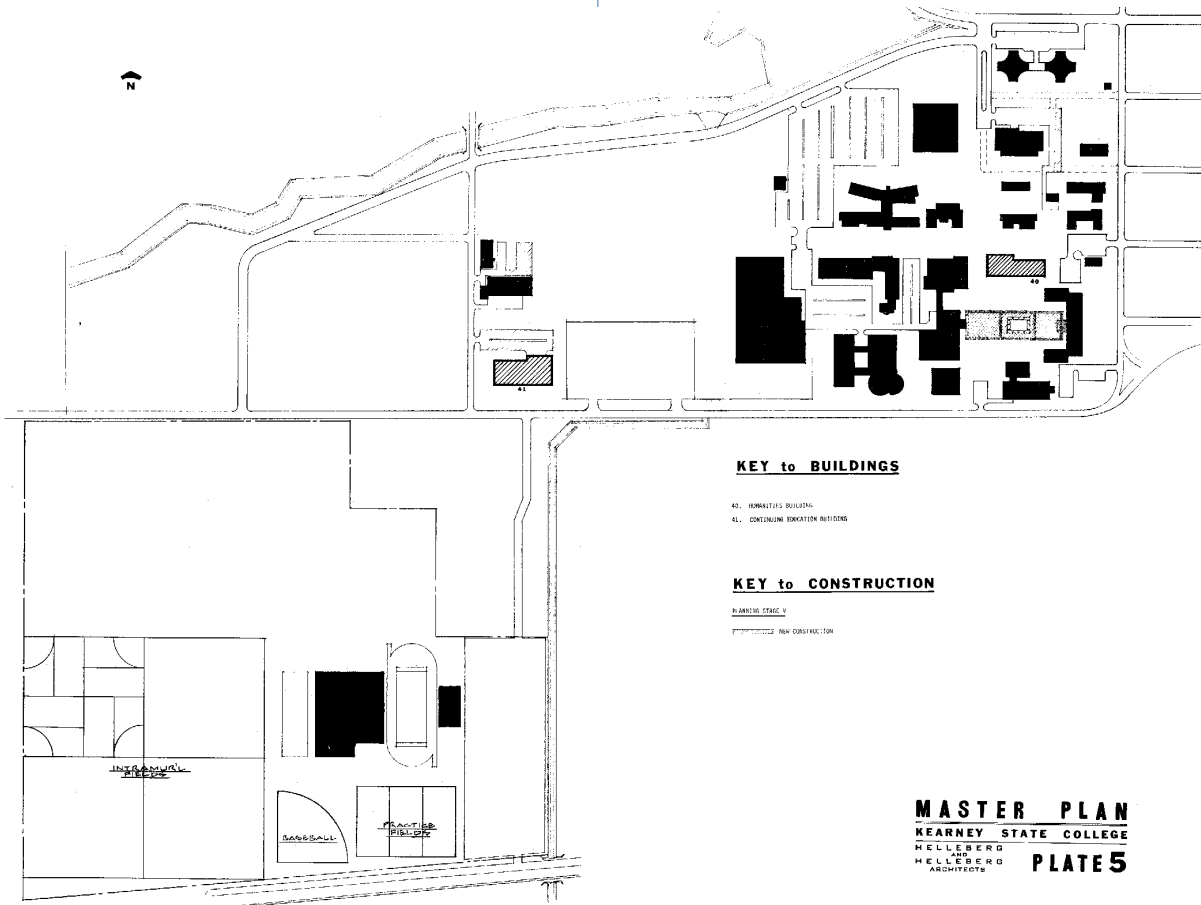 N
40
41
KEY to BUILDINGS
40. HUMANITIES BUILDING
41. CONTINUING EDUCATION BUILDING
KEY to CONSTRUCTION
PLANNING STAGE V
NEW CONSTRUCTION
INTRAMUR'L
FIELDS
BASEBALL
PRACTICE
FIELDS
MASTER PLAN
KEARNEY STATE COLLEGE
HELLEBERG
AND
HELLEBERG
ARCHITECTS
PLATE 5